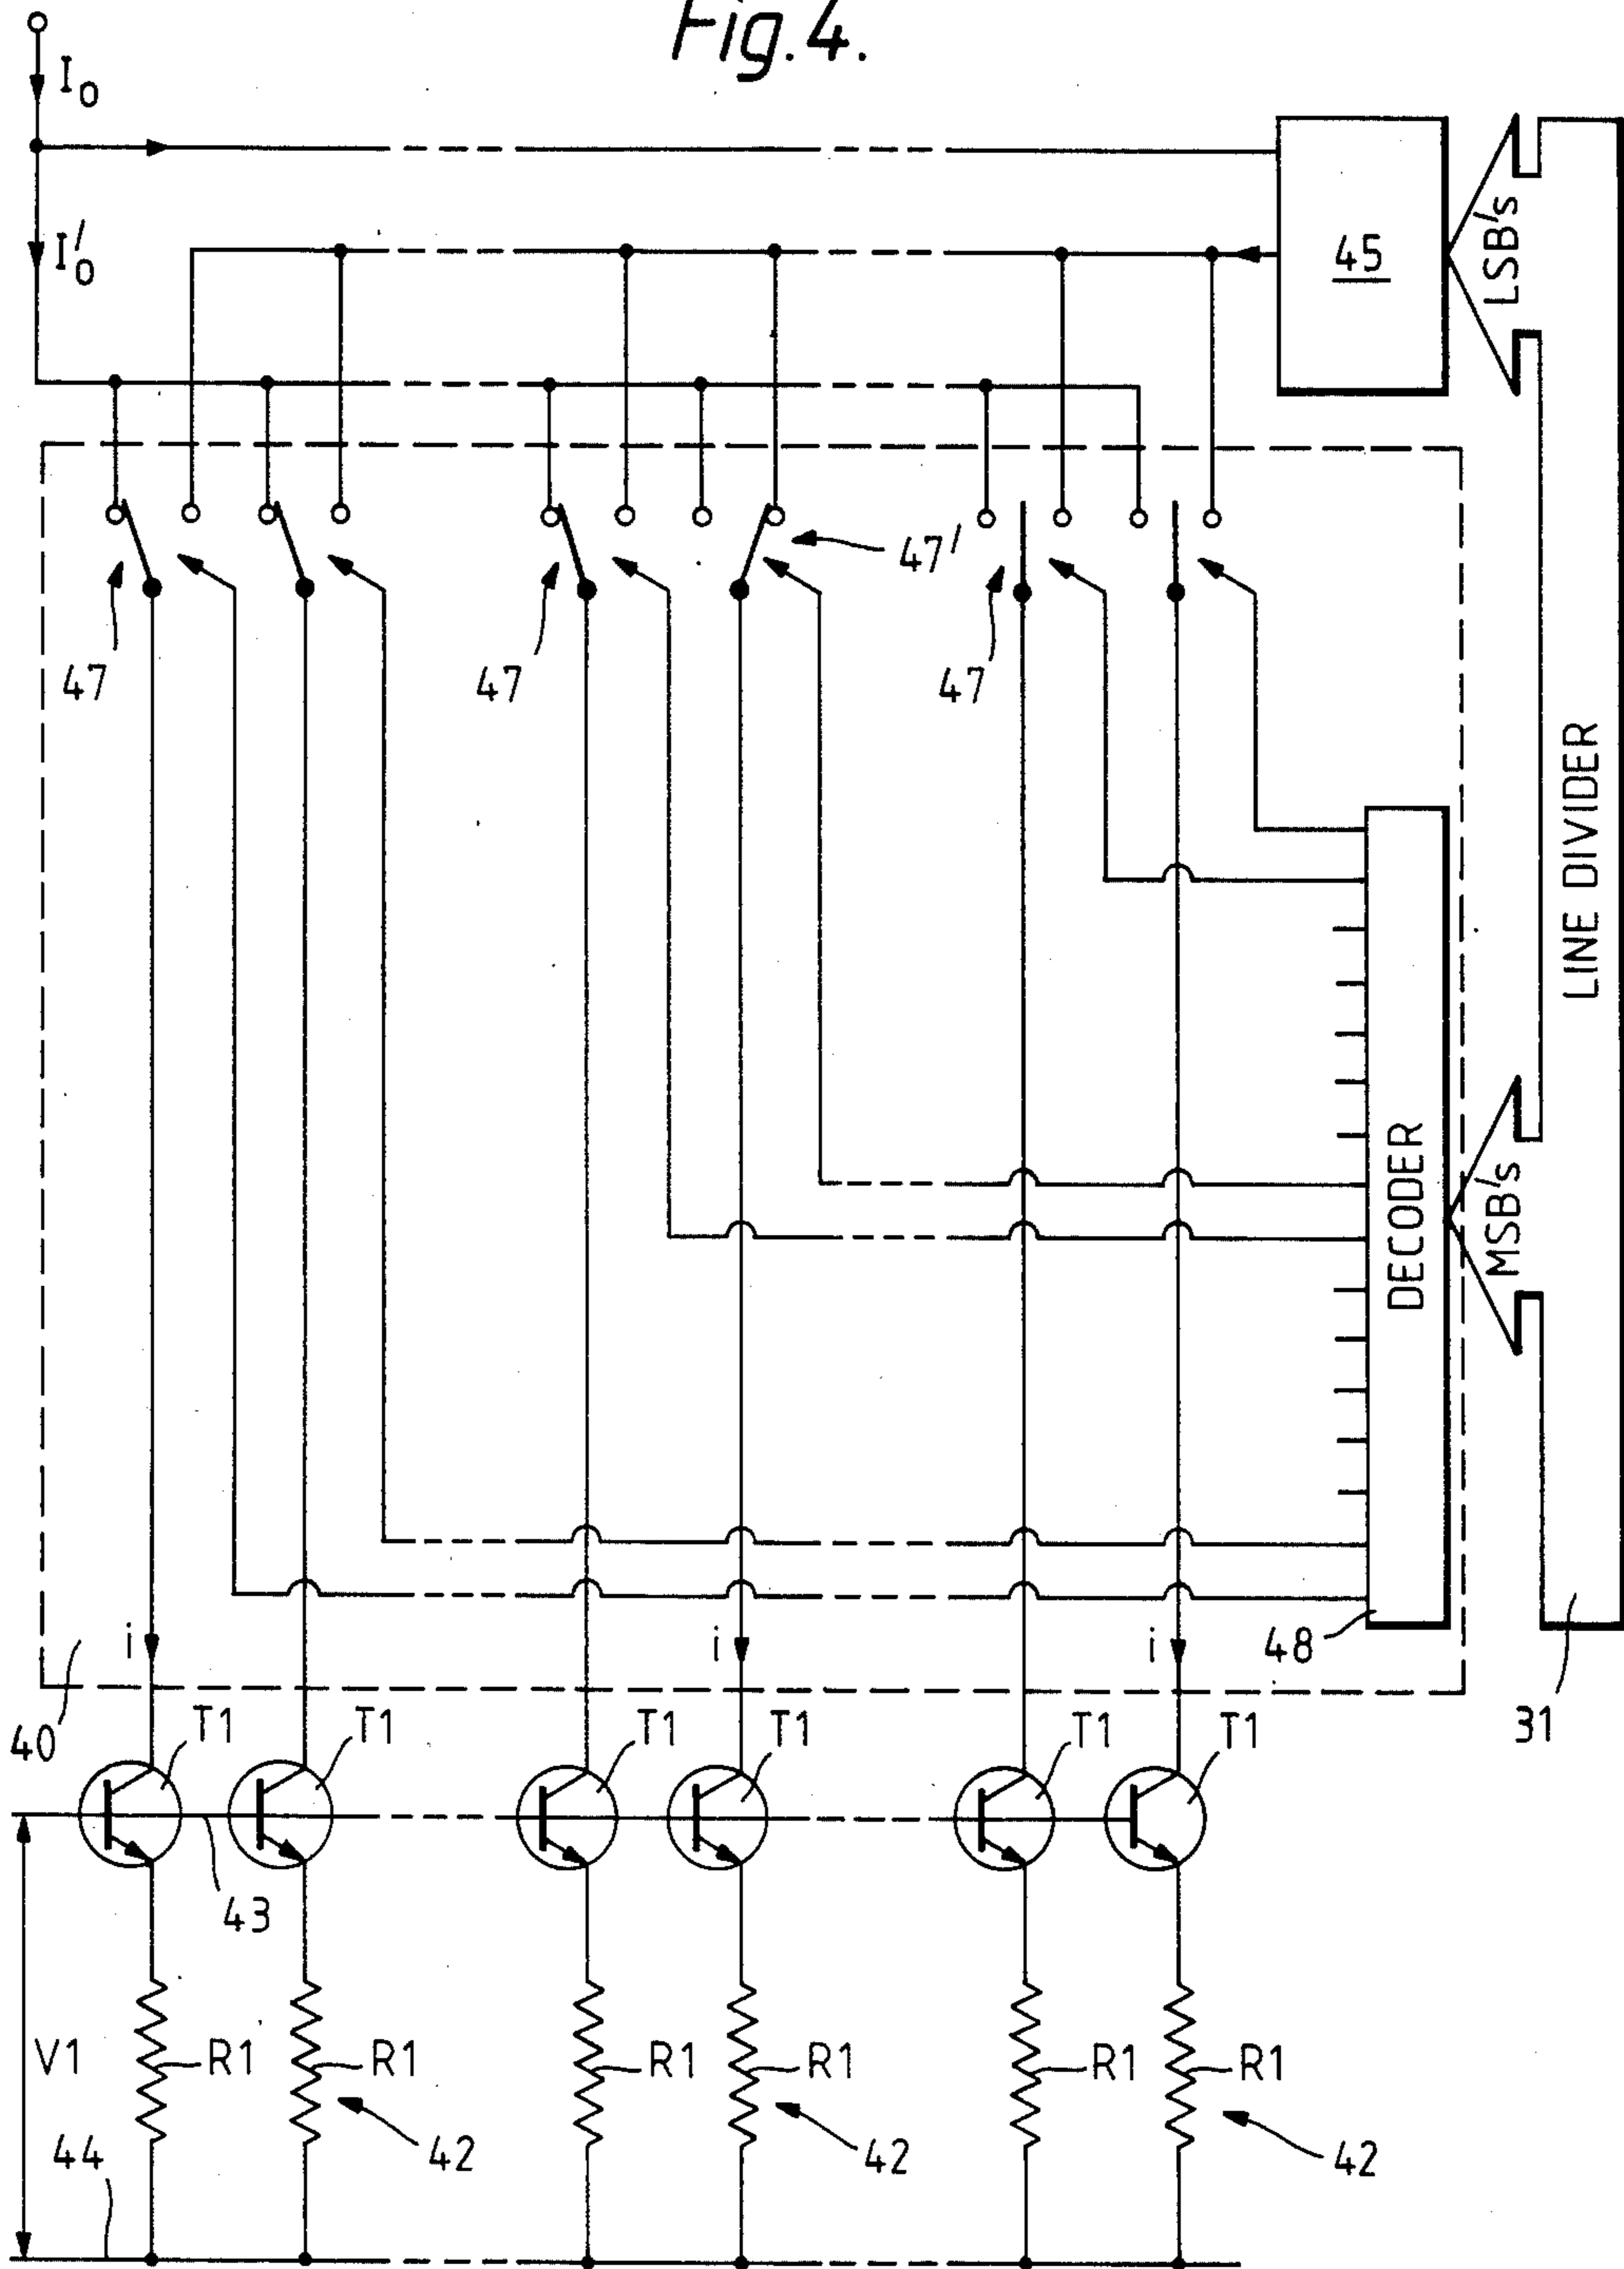 Fig.4.
I0
I'0
45
LSB's
47
47
47'
47
LINE DIVIDER
DECODER
MSB's
i
i
i
48
40
31
T1
T1
T1
T1
T1
T1
43
V1
R1
R1
R1
R1
R1
R1
44
42
42
42